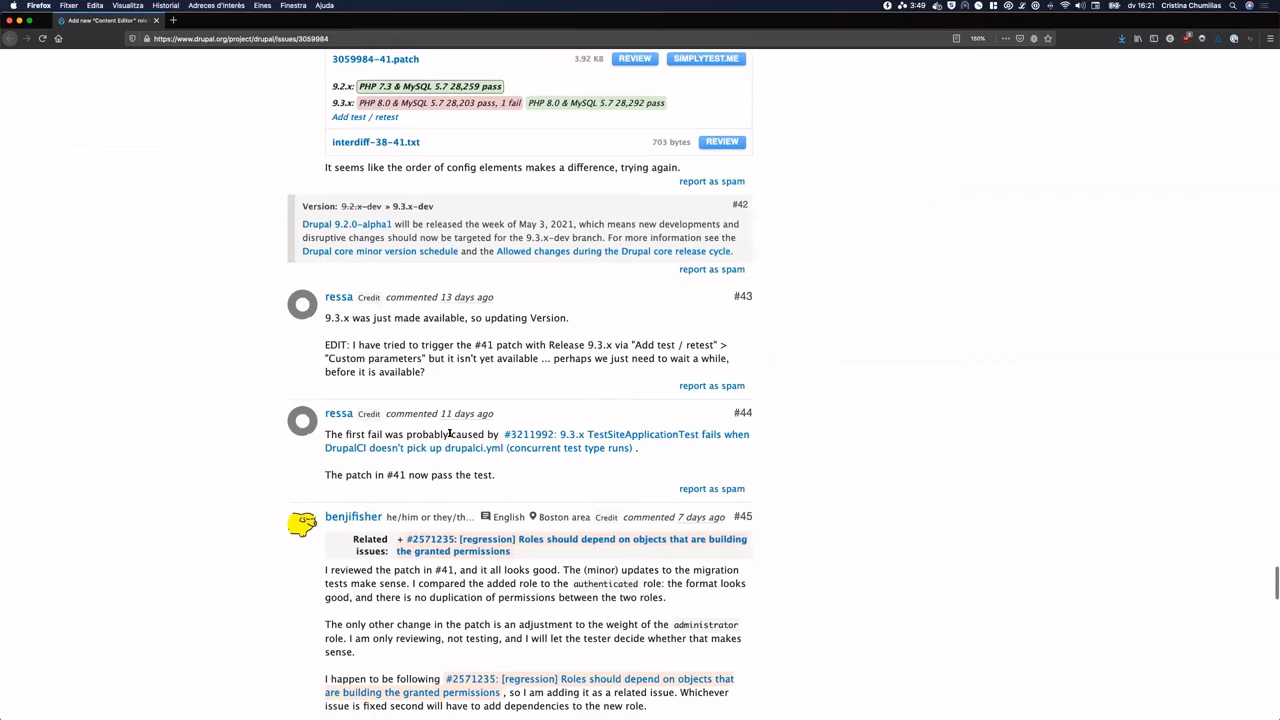 Firefox Fitxer Edita Visualitza Historial Adreces d'interès Eines Finestra Ajuda 3:49 dv 16:21 Cristina Chumillas
Add new "Content Editor" role
https://www.drupal.org/project/drupal/issues/3059984 150%
3059984-41.patch 3.92 KB REVIEW SIMPLYTEST.ME
9.2.x: PHP 7.3 & MySQL 5.7 28,259 pass
9.3.x: PHP 8.0 & MySQL 5.7 28,203 pass, 1 fail PHP 8.0 & MySQL 5.7 28,292 pass
Add test / retest
interdiff-38-41.txt 703 bytes REVIEW
It seems like the order of config elements makes a difference, trying again.
report as spam
Version: 9.2.x-dev » 9.3.x-dev #42
Drupal 9.2.0-alpha1 will be released the week of May 3, 2021, which means new developments and
disruptive changes should now be targeted for the 9.3.x-dev branch. For more information see the
Drupal core minor version schedule and the Allowed changes during the Drupal core release cycle.
report as spam
ressa Credit commented 13 days ago #43
9.3.x was just made available, so updating Version.
EDIT: I have tried to trigger the #41 patch with Release 9.3.x via "Add test / retest" >
"Custom parameters" but it isn't yet available ... perhaps we just need to wait a while,
before it is available?
report as spam
ressa Credit commented 11 days ago #44
The first fail was probably caused by #3211992: 9.3.x TestSiteApplicationTest fails when
DrupalCI doesn't pick up drupalci.yml (concurrent test type runs) .
The patch in #41 now pass the test.
report as spam
benjifisher he/him or they/th... English Boston area Credit commented 7 days ago #45
Related + #2571235: [regression] Roles should depend on objects that are building
issues: the granted permissions
I reviewed the patch in #41, and it all looks good. The (minor) updates to the migration
tests make sense. I compared the added role to the authenticated role: the format looks
good, and there is no duplication of permissions between the two roles.
The only other change in the patch is an adjustment to the weight of the administrator
role. I am only reviewing, not testing, and I will let the tester decide whether that makes
sense.
I happen to be following #2571235: [regression] Roles should depend on objects that
are building the granted permissions , so I am adding it as a related issue. Whichever
issue is fixed second will have to add dependencies to the new role.